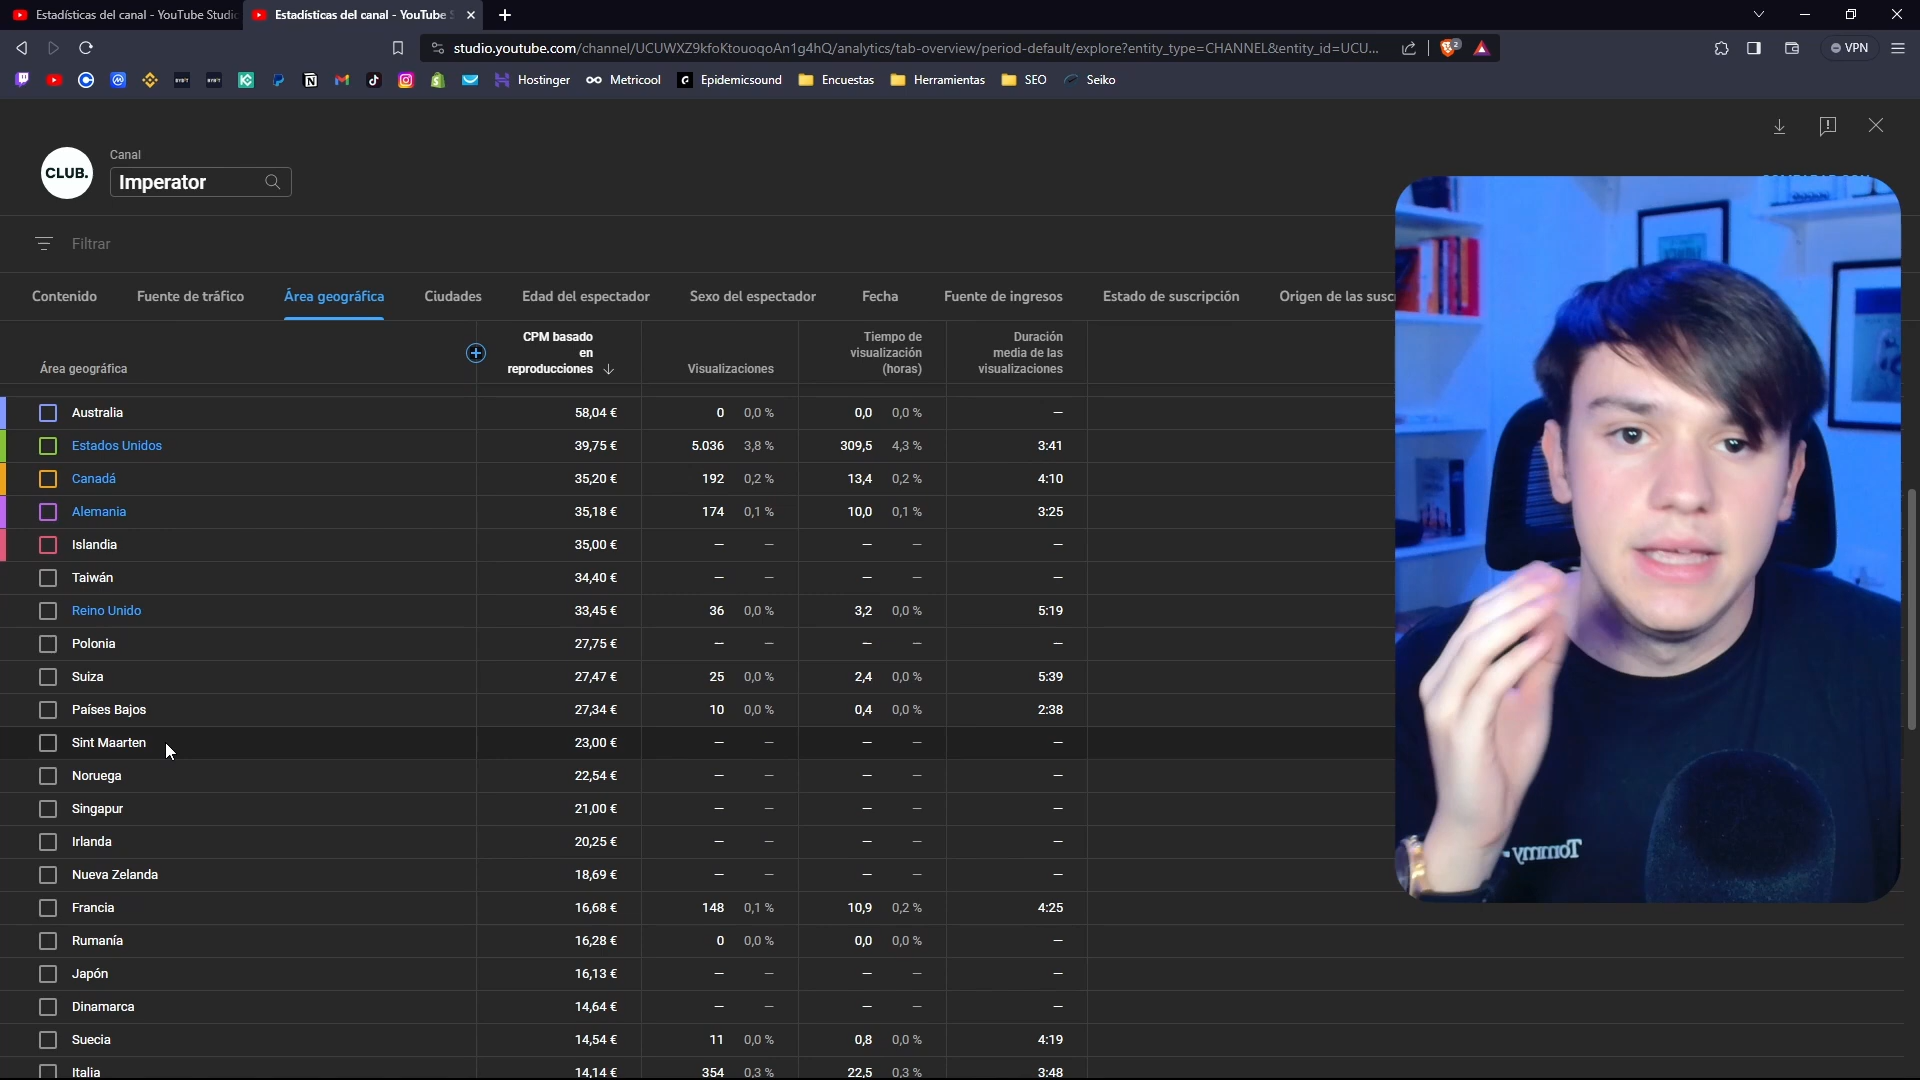 Estadísticas del canal - YouTube Studio
Estadísticas del canal - YouTube S
studio.youtube.com/channel/UCUWXZ9kfoKtouoqoAn1g4hQ/analytics/tab-overview/period-default/explore?entity_type=CHANNEL&entity_id=UCU...
2
VPN
Hostinger
Metricool
Epidemicsound
Encuestas
Herramientas
SEO
Seiko
CLUB.
Canal
Imperator
Filtrar
Contenido Fuente de tráfico Área geográfica Ciudades Edad del espectador Sexo del espectador Fecha Fuente de ingresos Estado de suscripción Origen de las susc
Área geográfica
CPM basado
en
reproducciones
Visualizaciones
Tiempo de
visualización
(horas)
Duración
media de las
visualizaciones
Australia 58,04 € 0 0,0 % 0,0 0,0 % —
Estados Unidos 39,75 € 5.036 3,8 % 309,5 4,3 % 3:41
Canadá 35,20 € 192 0,2 % 13,4 0,2 % 4:10
Alemania 35,18 € 174 0,1 % 10,0 0,1 % 3:25
Islandia 35,00 € — — — — —
Taiwán 34,40 € — — — — —
Reino Unido 33,45 € 36 0,0 % 3,2 0,0 % 5:19
Polonia 27,75 € — — — — —
Suiza 27,47 € 25 0,0 % 2,4 0,0 % 5:39
Países Bajos 27,34 € 10 0,0 % 0,4 0,0 % 2:38
Sint Maarten 23,00 € — — — — —
Noruega 22,54 € — — — — —
Singapur 21,00 € — — — — —
Irlanda 20,25 € — — — — —
Nueva Zelanda 18,69 € — — — — —
Francia 16,68 € 148 0,1 % 10,9 0,2 % 4:25
Rumanía 16,28 € 0 0,0 % 0,0 0,0 % —
Japón 16,13 € — — — — —
Dinamarca 14,64 € — — — — —
Suecia 14,54 € 11 0,0 % 0,8 0,0 % 4:19
Italia 14,14 € 354 0,3 % 22,5 0,3 % 3:48
Tommy